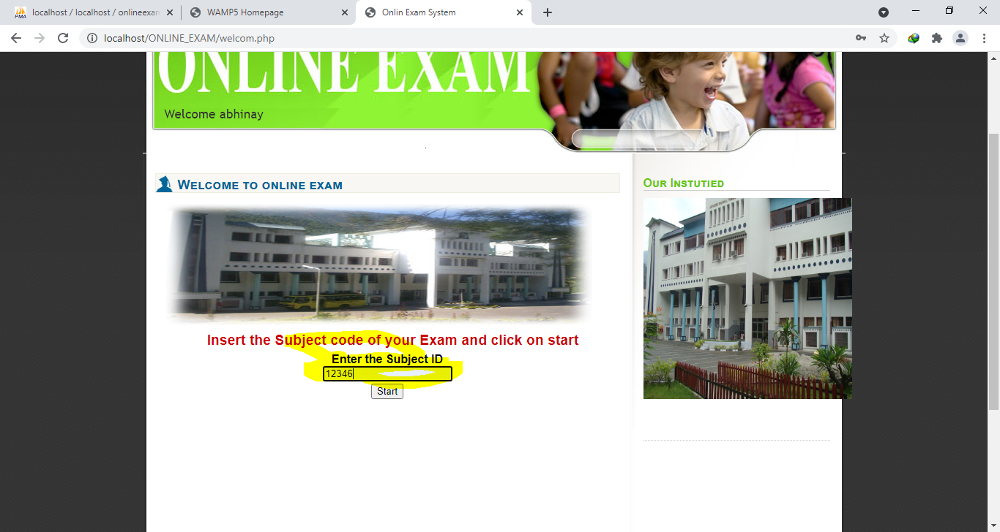 localhost / localhost / onlineexam
WAMP5 Homepage
Onlin Exam System
localhost/ONLINE_EXAM/welcom.php
ONLINE EXAM
Welcome abhinay
Welcome to online exam
Our Instutied
Insert the Subject code of your Exam and click on start
Enter the Subject ID
12346
Start